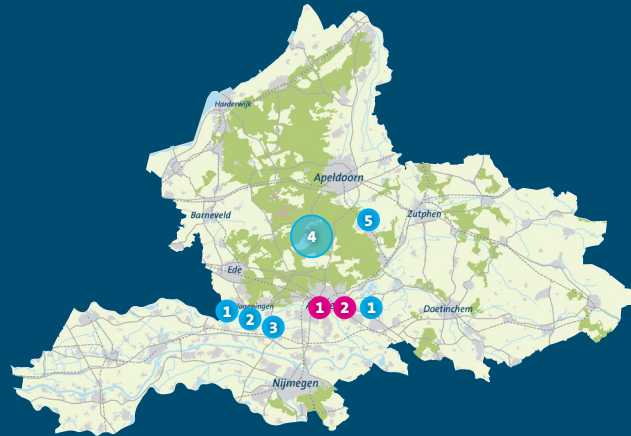 Harderwijk
Apeldoorn
Barneveld
Zutphen
5
4
Ede
1
2
3
1
2
1
Doetinchem
Nijmegen